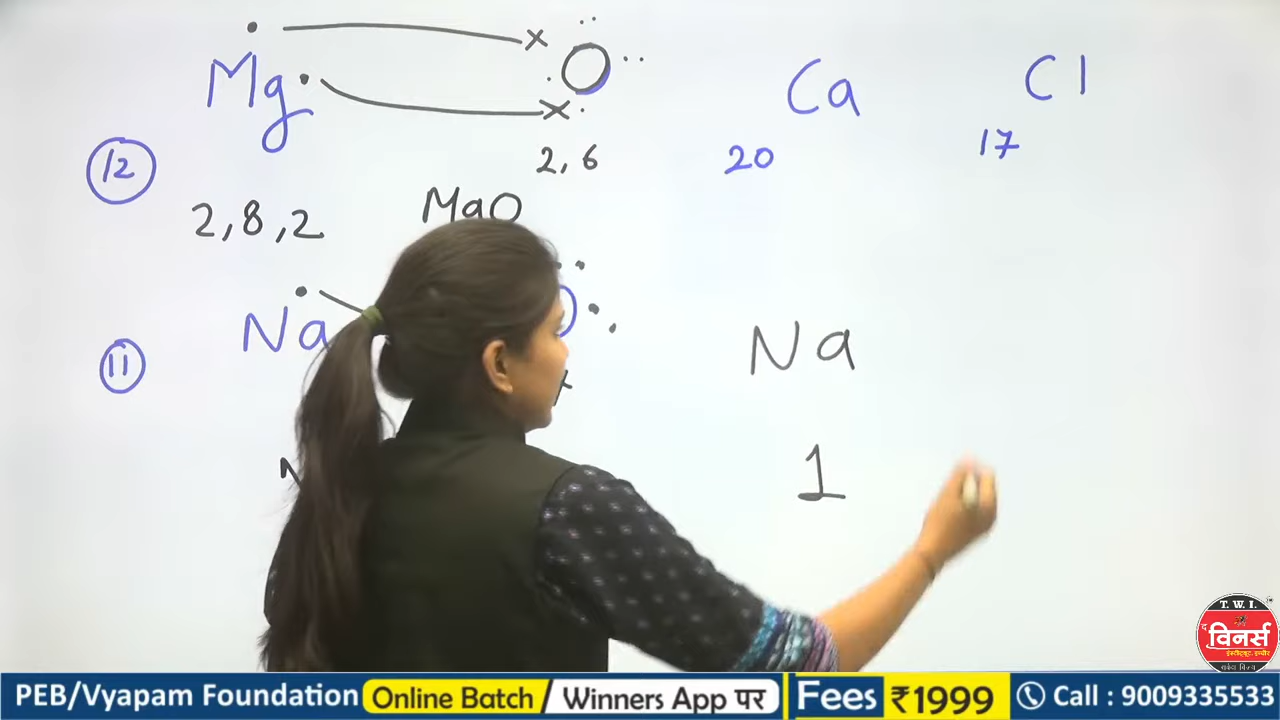 Mg O Ca Cl
12 2, 6 20 17
2, 8, 2 MgO
Na Na
11
1
T. W. I.
विनर्स
PEB/Vyapam Foundation Online Batch / Winners App पर Fees ₹1999 Call : 9009335533